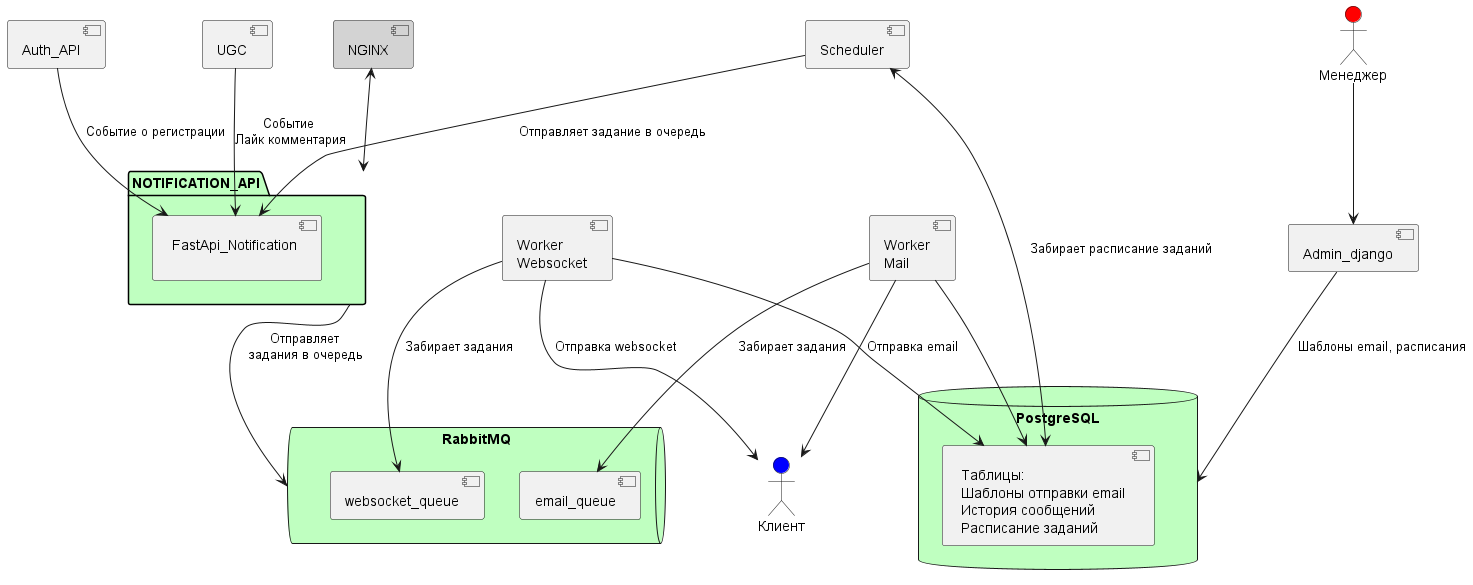 Auth_API
UGC
NGINX
Scheduler
Менеджер
Событие о регистрации
Событие
Лайк комментария
Отправляет задание в очередь
NOTIFICATION_API
FastApi_Notification
Worker
Websocket
Worker
Mail
Забирает расписание заданий
Admin_django
Отправляет
задания в очередь
Забирает задания
Отправка websocket
Забирает задания
Отправка email
Шаблоны email, расписания
RabbitMQ
websocket_queue
email_queue
Клиент
PostgreSQL
Таблицы:
Шаблоны отправки email
История сообщений
Расписание заданий